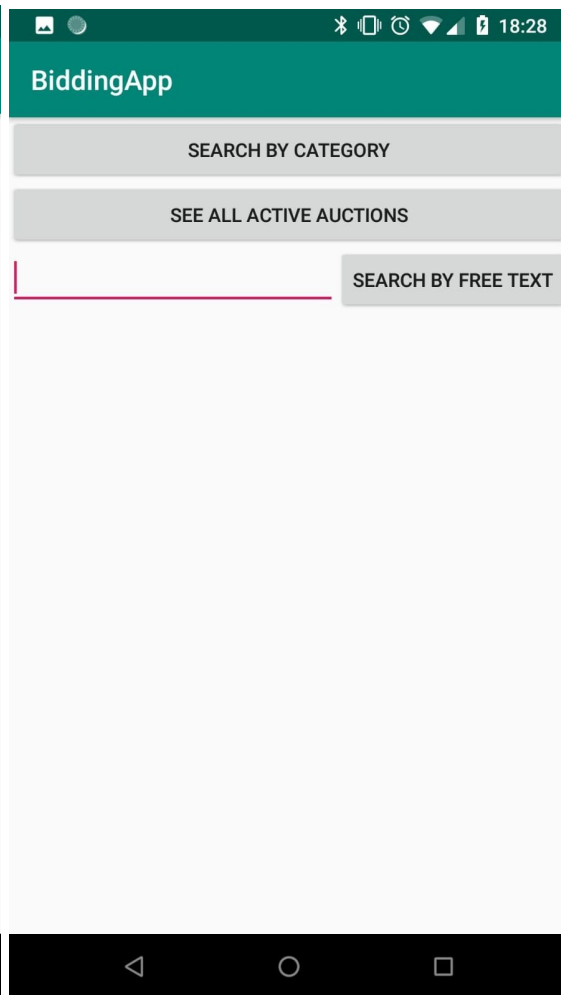 18:28
BiddingApp
SEARCH BY CATEGORY
SEE ALL ACTIVE AUCTIONS
SEARCH BY FREE TEXT